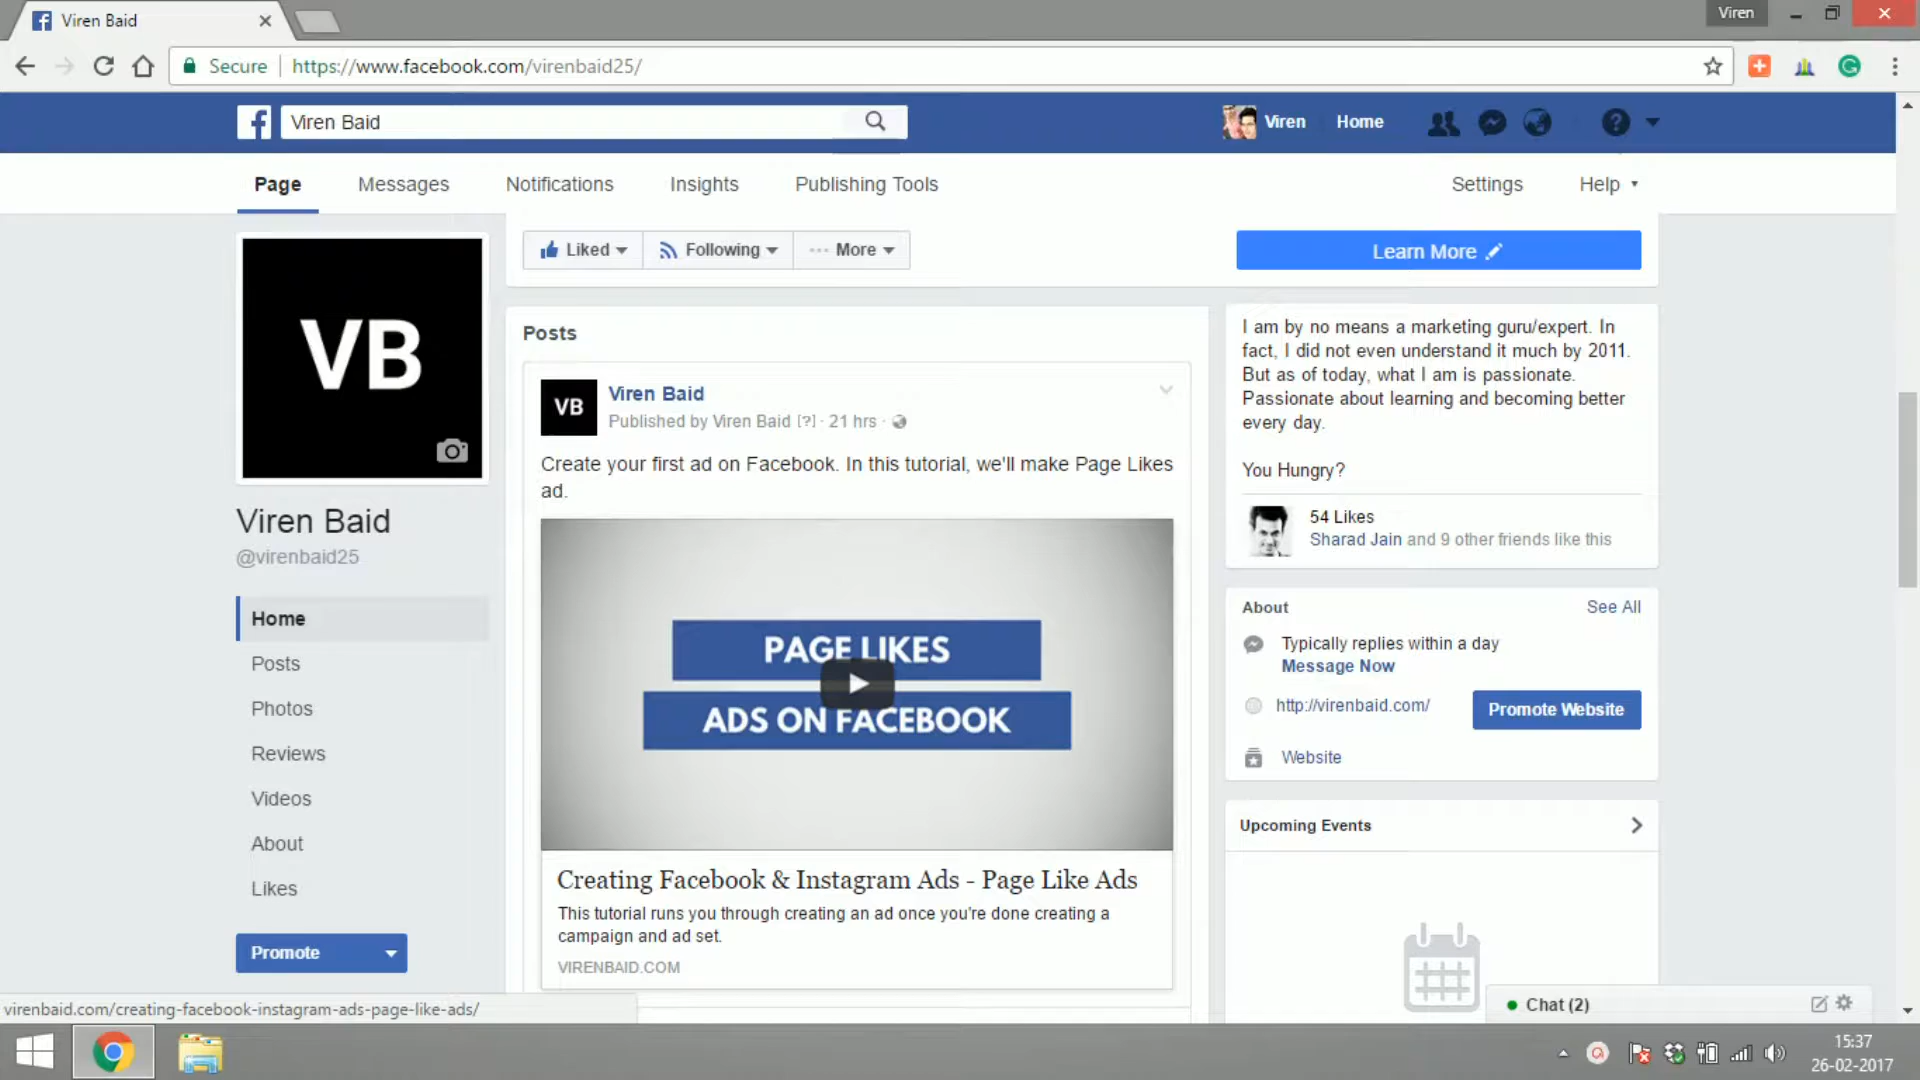 Viren Baid
Viren
Secure
https://www.facebook.com/virenbaid25/
Viren Baid
Viren
Home
Page
Messages
Notifications
Insights
Publishing Tools
Settings
Help
VB
Viren Baid
@virenbaid25
Home
Posts
Photos
Reviews
Videos
About
Likes
Promote
Liked
Following
More
Learn More
Posts
VB
Viren Baid
Published by Viren Baid [?] · 21 hrs ·
Create your first ad on Facebook. In this tutorial, we'll make Page Likes
ad.
PAGE LIKES
ADS ON FACEBOOK
Creating Facebook & Instagram Ads - Page Like Ads
This tutorial runs you through creating an ad once you're done creating a
campaign and ad set.
VIRENBAID.COM
I am by no means a marketing guru/expert. In
fact, I did not even understand it much by 2011.
But as of today, what I am is passionate.
Passionate about learning and becoming better
every day.
You Hungry?
54 Likes
Sharad Jain and 9 other friends like this
About
See All
Typically replies within a day
Message Now
http://virenbaid.com/
Promote Website
Website
Upcoming Events
Chat (2)
virenbaid.com/creating-facebook-instagram-ads-page-like-ads/
15:37
26-02-2017